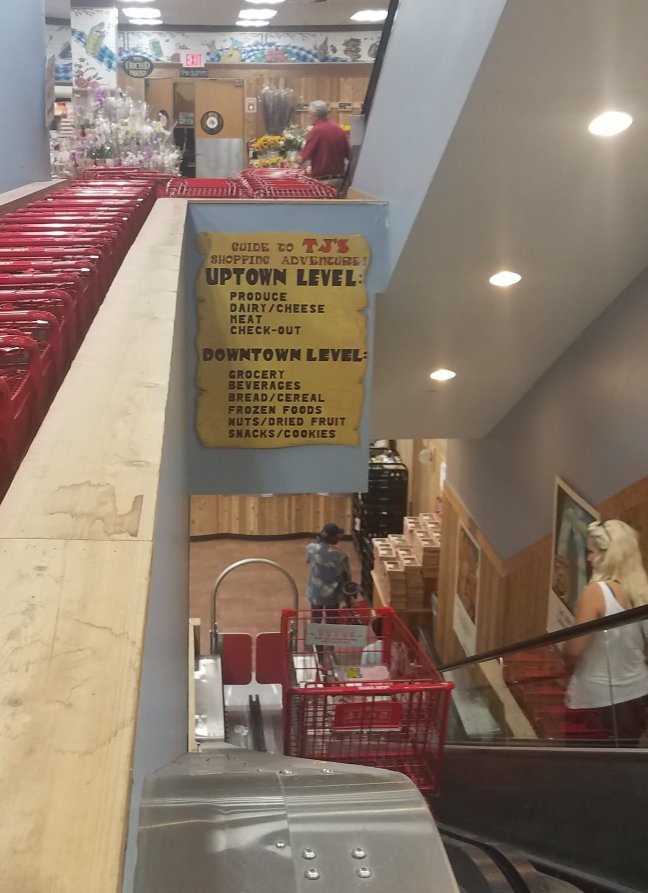 EXIT
GUIDE TO TJ'S
SHOPPING ADVENTURE!
UPTOWN LEVEL:
PRODUCE
DAIRY/CHEESE
MEAT
CHECK-OUT
DOWNTOWN LEVEL:
GROCERY
BEVERAGES
BREAD/CEREAL
FROZEN FOODS
NUTS/DRIED FRUIT
SNACKS/COOKIES